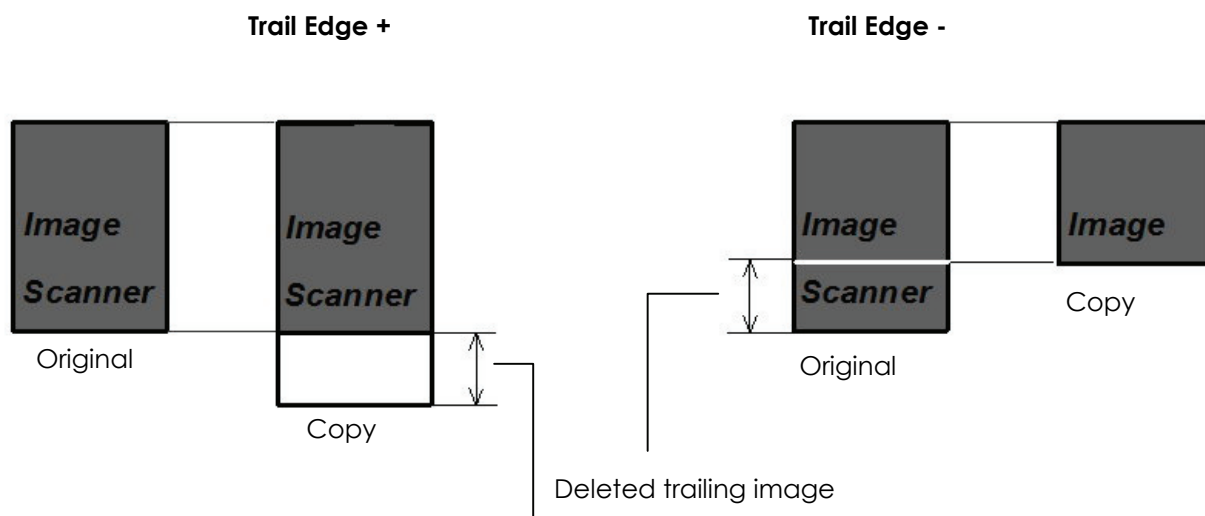 Trail Edge +
Trail Edge -
Image
Scanner
Original
Image
Scanner
Copy
Image
Scanner
Original
Image
Copy
Deleted trailing image